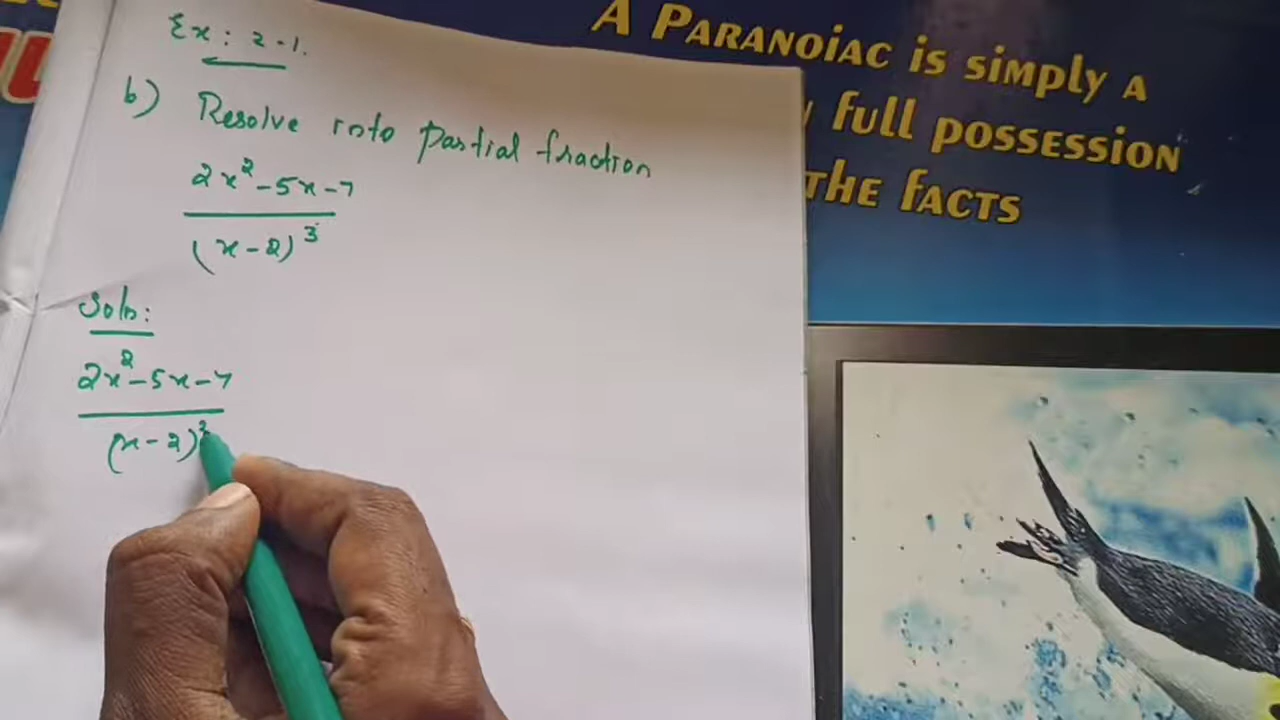 Ex: 2-1.
b) Resolve into Partial fraction
2x² - 5x - 7
(x - 2)³
Soln:
2x² - 5x - 7
(x - 2)³
A PARANOiAC iS SiMPLY A
fULL POSSESSiON
THE fACTS